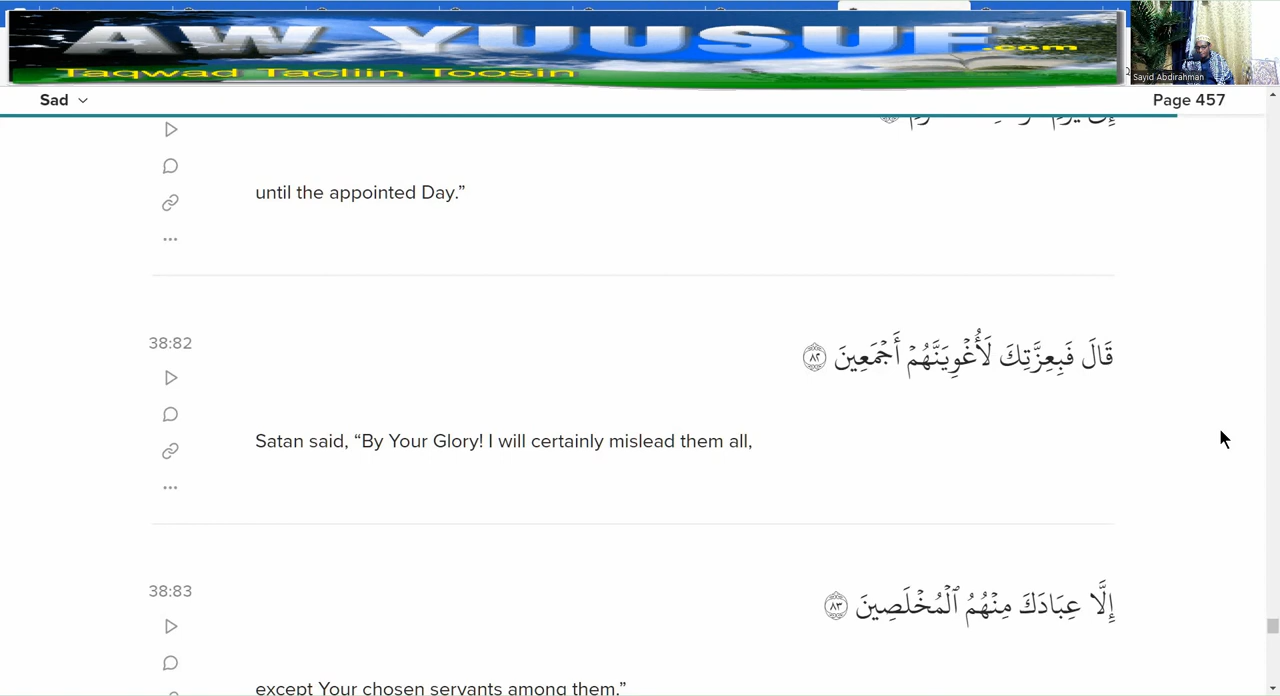 AW YUUSUF.com
Taqwad Tacliin Toosin
Sayid Abdirahman
Sad
Page 457
until the appointed Day.”
38:82
قَالَ فَبِعِزَّتِكَ لَأُغْوِيَنَّهُمْ أَجْمَعِينَ ٨٢
Satan said, “By Your Glory! I will certainly mislead them all,
38:83
إِلَّا عِبَادَكَ مِنْهُمُ ٱلْمُخْلَصِينَ ٨٣
except Your chosen servants among them.”